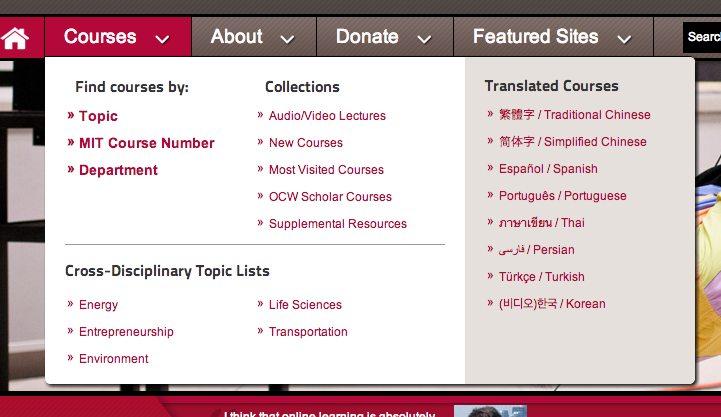 Courses
About
Donate
Featured Sites
Find courses by:
» Topic
» MIT Course Number
» Department
Collections
» Audio/Video Lectures
» New Courses
» Most Visited Courses
» OCW Scholar Courses
» Supplemental Resources
Cross-Disciplinary Topic Lists
» Energy
» Entrepreneurship
» Environment
» Life Sciences
» Transportation
Translated Courses
» 繁體字 / Traditional Chinese
» 简体字 / Simplified Chinese
» Español / Spanish
» Português / Portuguese
» ภาษาเขียน / Thai
» فارسی / Persian
» Türkçe / Turkish
» (비디오)한국 / Korean
I think that online learning is absolutely